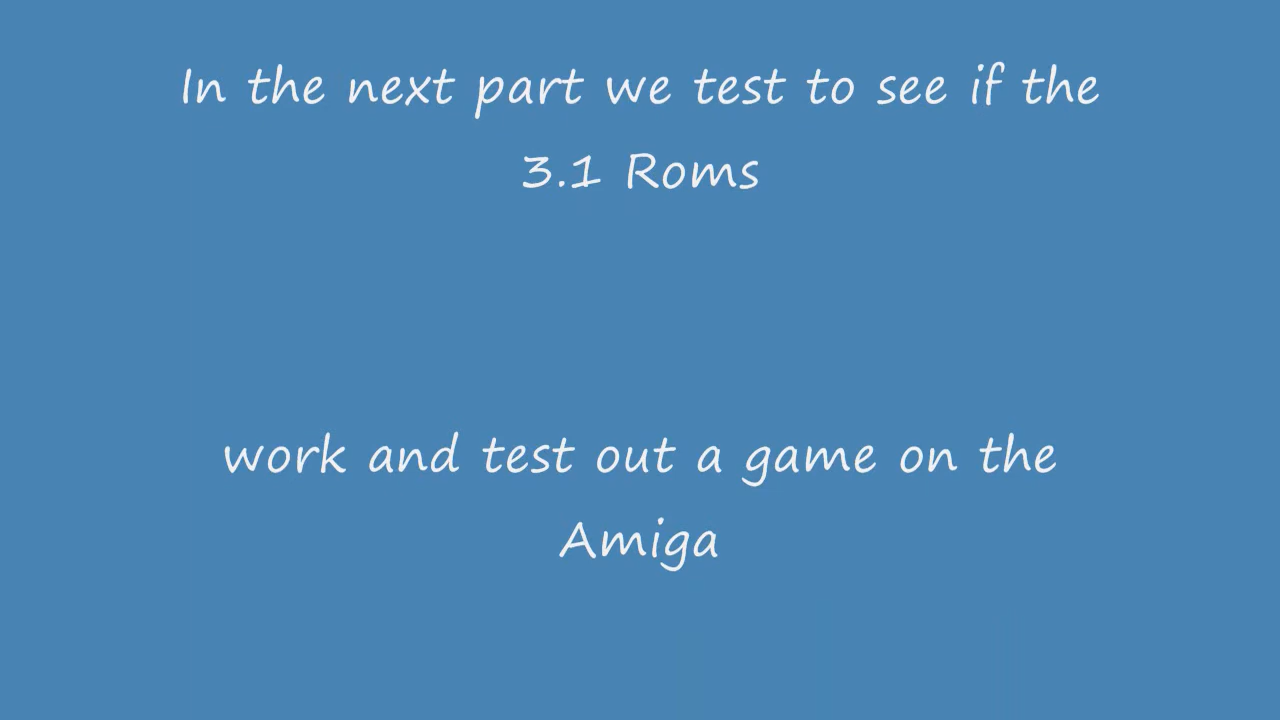 In the next part we test to see if the
3.1 Roms
work and test out a game on the
Amiga